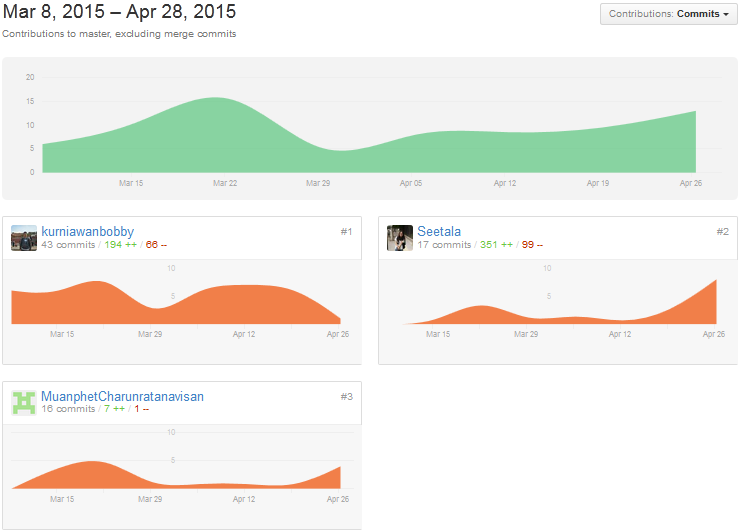 Mar 8, 2015 – Apr 28, 2015
Contributions: Commits
Contributions to master, excluding merge commits
20
15
10
5
0
Mar 15 Mar 22 Mar 29 Apr 05 Apr 12 Apr 19 Apr 26
kurniawanbobby #1
43 commits / 194 ++ / 66 --
10
5
Mar 15 Mar 29 Apr 12 Apr 26
Seetala #2
17 commits / 351 ++ / 99 --
10
5
Mar 15 Mar 29 Apr 12 Apr 26
MuanphetCharunratanavisan #3
16 commits / 7 ++ / 1 --
10
5
Mar 15 Mar 29 Apr 12 Apr 26